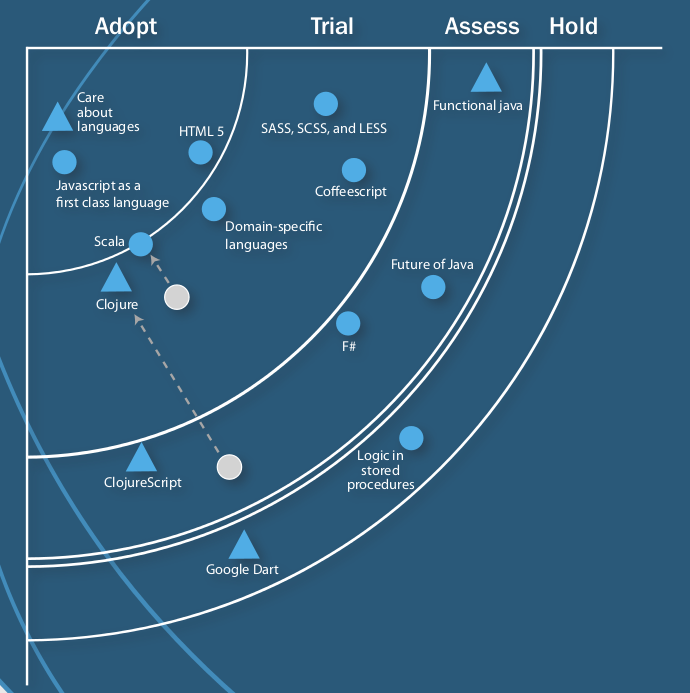 Adopt
Trial
Assess
Hold
Care
about
languages
Functional java
SASS, SCSS, and LESS
HTML 5
Javascript as a
first class language
Coffeescript
Domain-specific
languages
Scala
Future of Java
Clojure
F#
Logic in
stored
procedures
ClojureScript
Google Dart